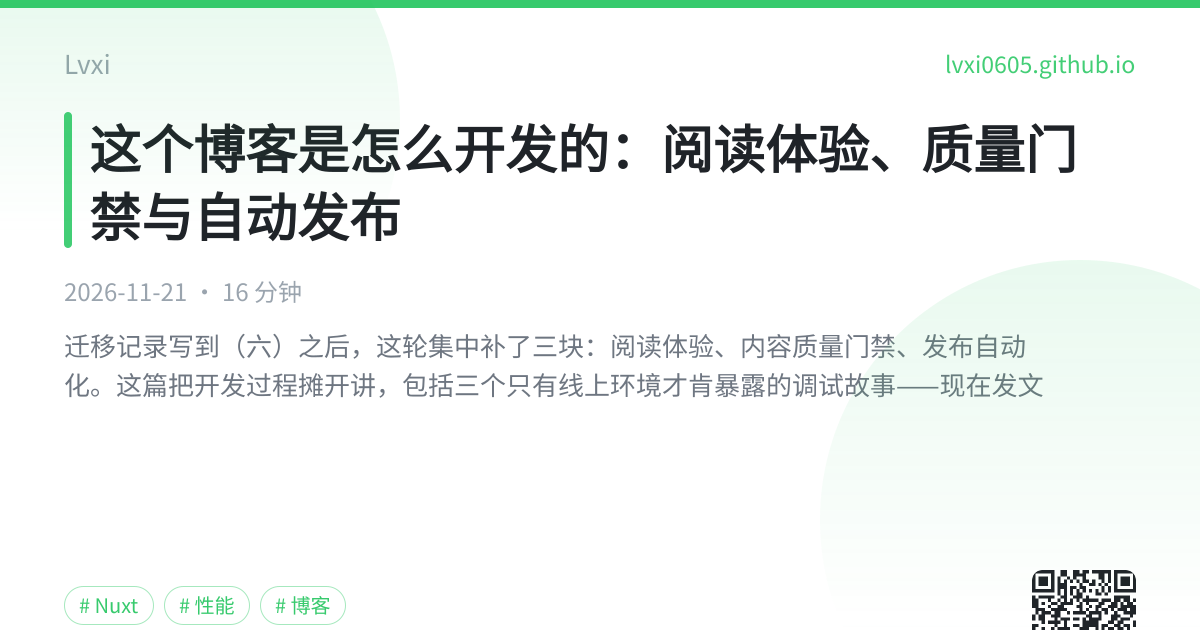 Lvxi
lvxi0605.github.io
这个博客是怎么开发的：阅读体验、质量门
禁与自动发布
2026-11-21 · 16 分钟
迁移记录写到（六）之后，这轮集中补了三块：阅读体验、内容质量门禁、发布自动
化。这篇把开发过程摊开讲，包括三个只有线上环境才肯暴露的调试故事——现在发文
# Nuxt
# 性能
# 博客